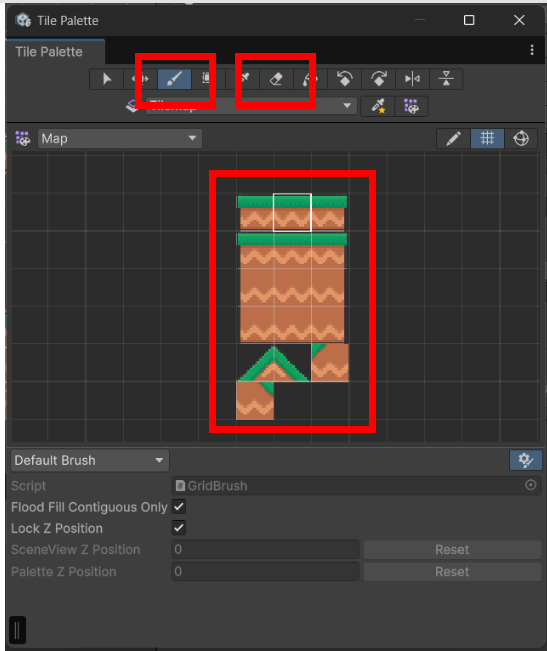 Tile Palette
Tile Palette
Tilemap
Map
Default Brush
Script GridBrush
Flood Fill Contiguous Only
Lock Z Position
SceneView Z Position 0 Reset
Palette Z Position 0 Reset